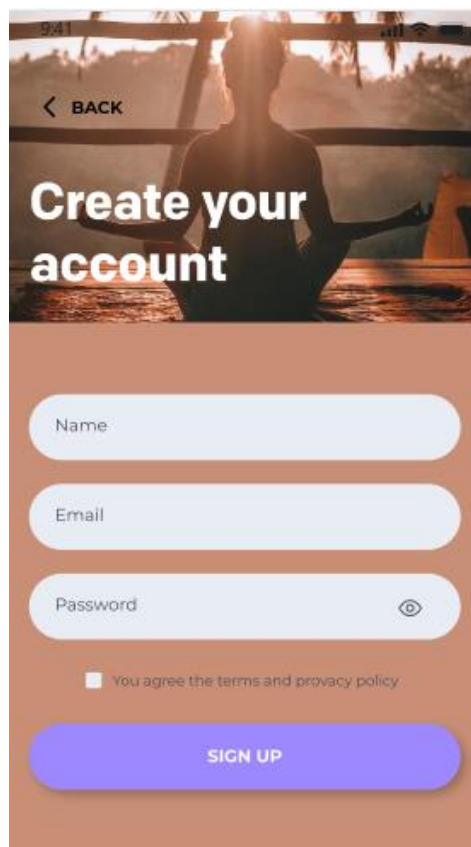 9:41
BACK
Create your
account
Name
Email
Password
You agree the terms and provacy policy
SIGN UP